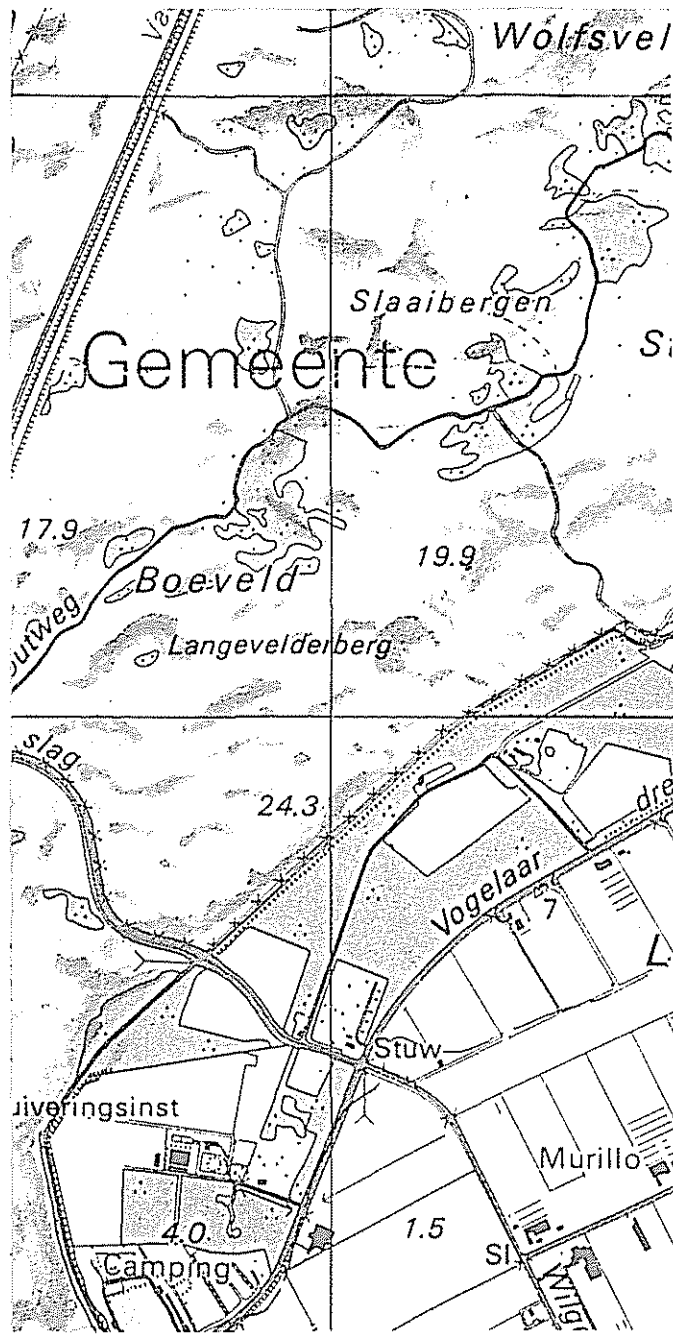 Wolfsvel
Slaaibergen
Gemeente
17.9
19.9
Boeveld
outweg
Langevelderberg
slag
24.3
dre
Vogelaar
7
L
Stuw
uiveringsinst
Murillo
4.0
1.5
Camping
Sl
Wilg